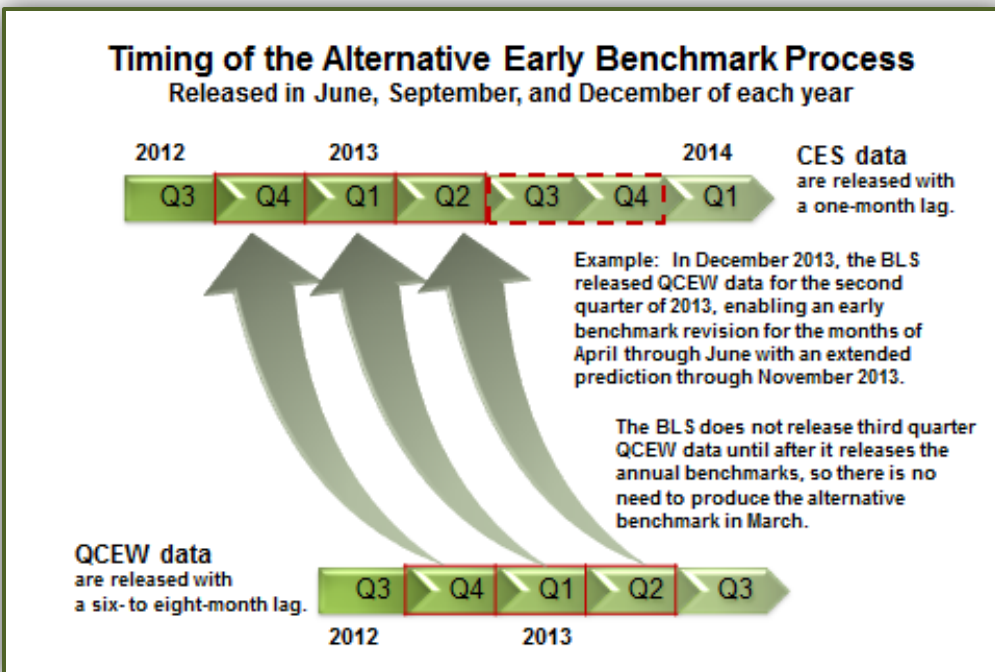 Timing of the Alternative Early Benchmark Process
Released in June, September, and December of each year
2012
2013
2014
Q3
Q4
Q1
Q2
Q3
Q4
Q1
CES data
are released with
a one-month lag.
Example: In December 2013, the BLS
released QCEW data for the second
quarter of 2013, enabling an early
benchmark revision for the months of
April through June with an extended
prediction through November 2013.
The BLS does not release third quarter
QCEW data until after it releases the
annual benchmarks, so there is no
need to produce the alternative
benchmark in March.
QCEW data
are released with
a six- to eight-month lag.
Q3
Q4
Q1
Q2
Q3
2012
2013